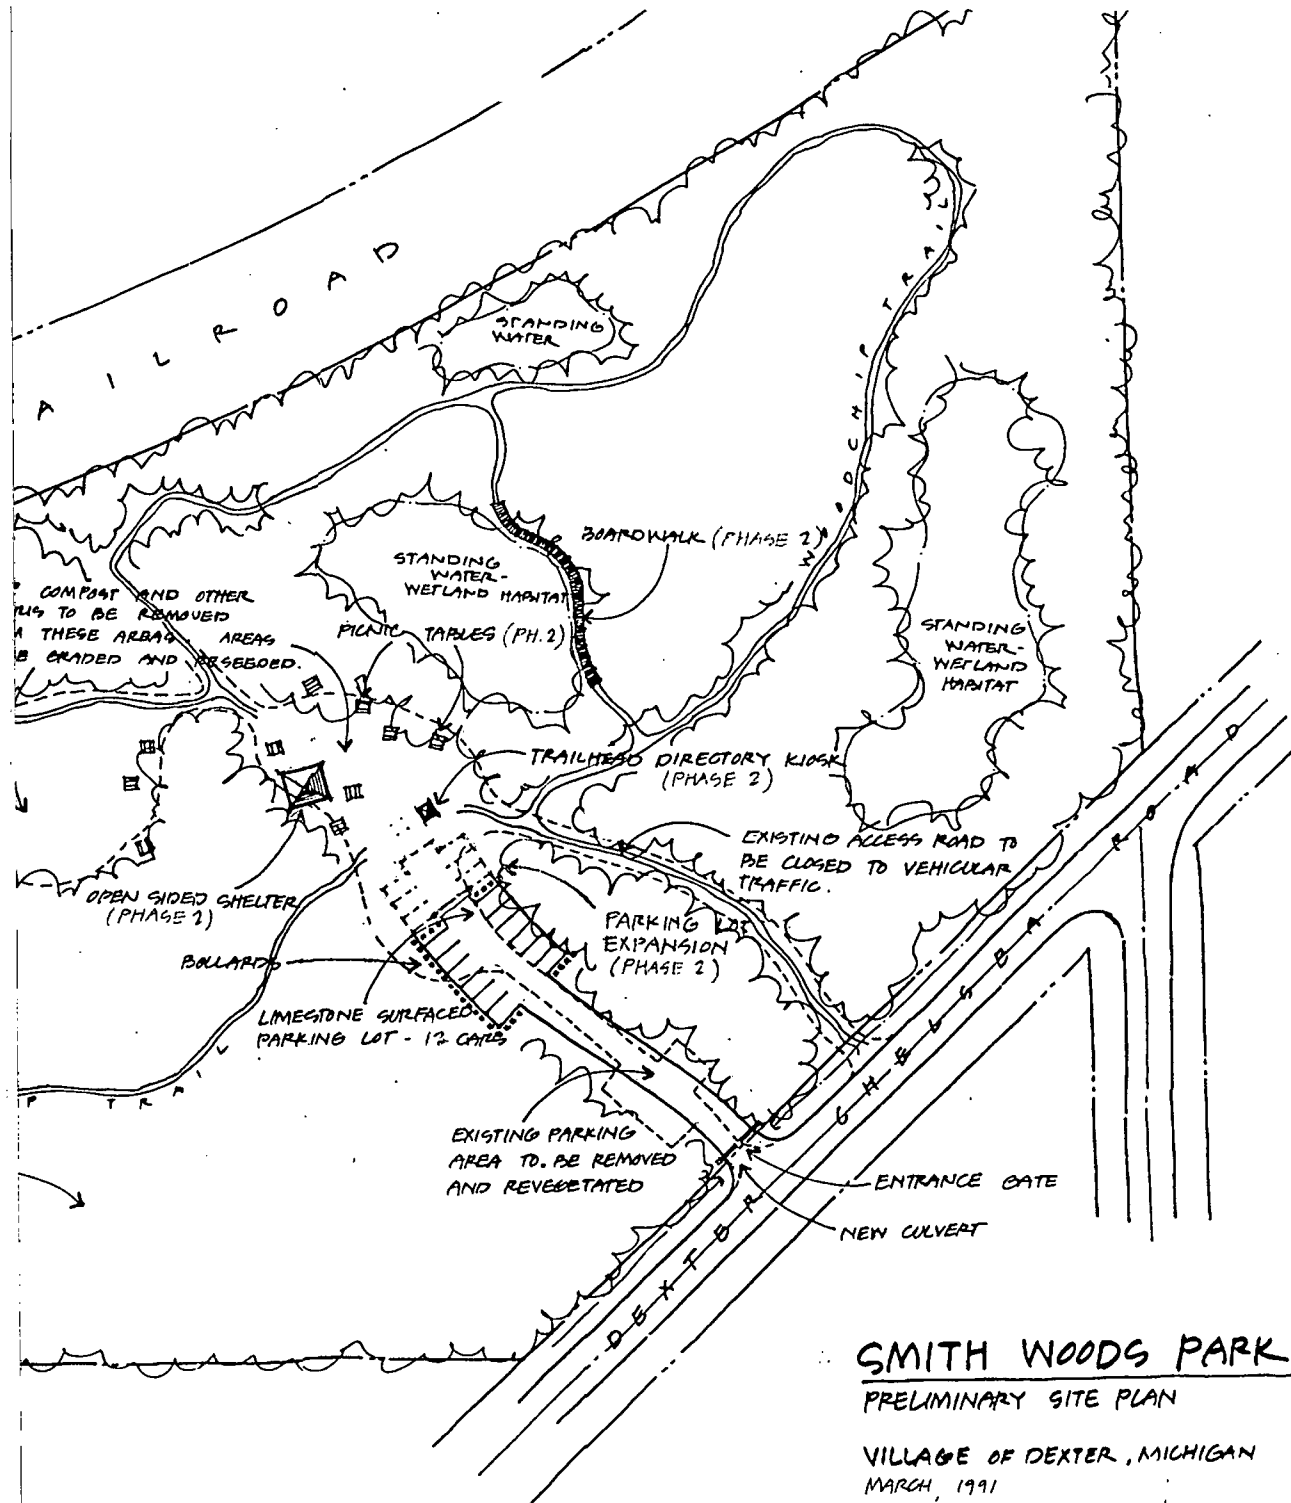 AILROAD
STANDING
WATER
BOARDWALK (PHASE 2)
WOODCHIP TRAIL
STANDING
WATER-
WETLAND HABITAT
COMPOST AND OTHER
TO BE REMOVED
THESE AREAS. AREAS
GRADED AND RESEEDED.
PICNIC TABLES (PH. 2)
STANDING
WATER-
WETLAND
HABITAT
TRAILHEAD DIRECTORY KIOSK
(PHASE 2)
EXISTING ACCESS ROAD TO
BE CLOSED TO VEHICULAR
TRAFFIC.
OPEN SIDED SHELTER
(PHASE 2)
PARKING LOT
EXPANSION
(PHASE 2)
BOLLARDS
LIMESTONE SURFACED
PARKING LOT - 12 CARS
P TRAIL
EXISTING PARKING
AREA TO BE REMOVED
AND REVEGETATED
ENTRANCE GATE
NEW CULVERT
DEXTER CHELSEA ROAD
SMITH WOODS PARK
PRELIMINARY SITE PLAN
VILLAGE OF DEXTER, MICHIGAN
MARCH, 1991